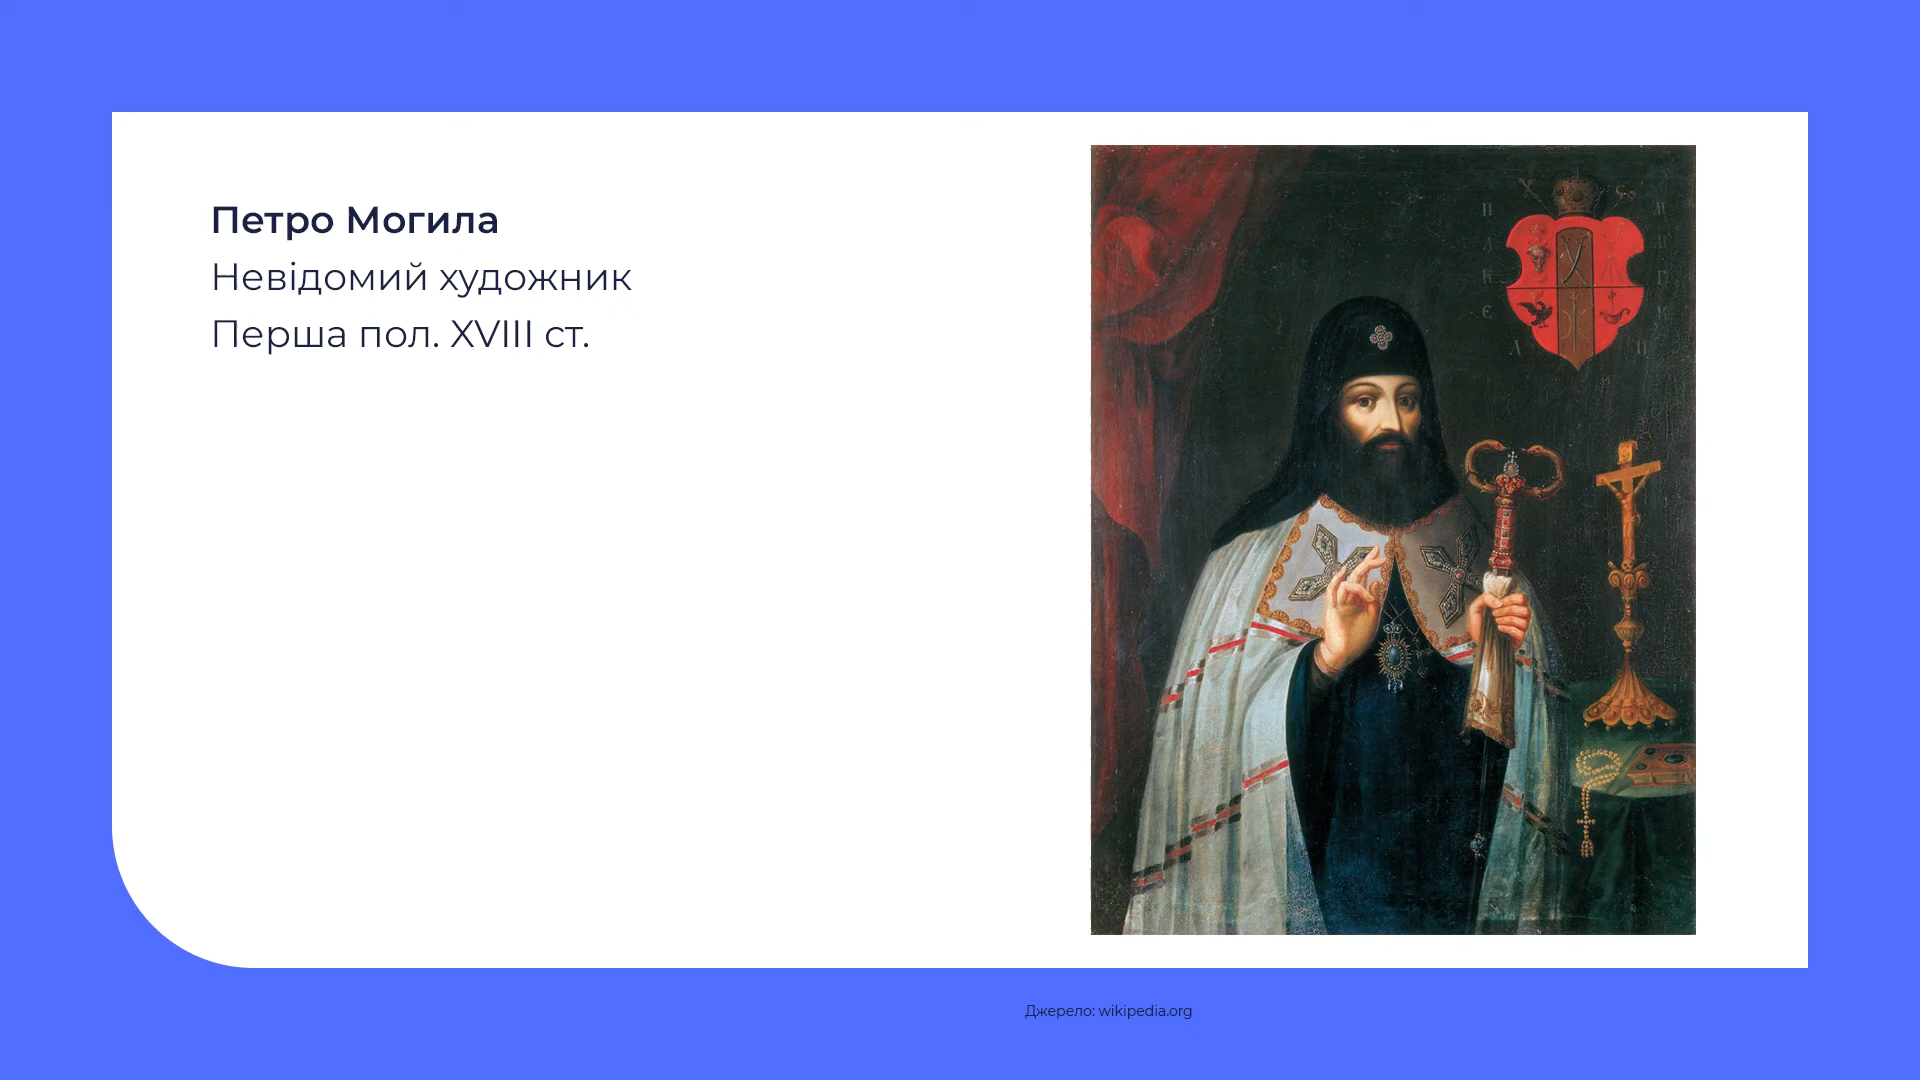 Петро Могила
Невідомий художник
Перша пол. XVIII ст.
Джерело: wikipedia.org